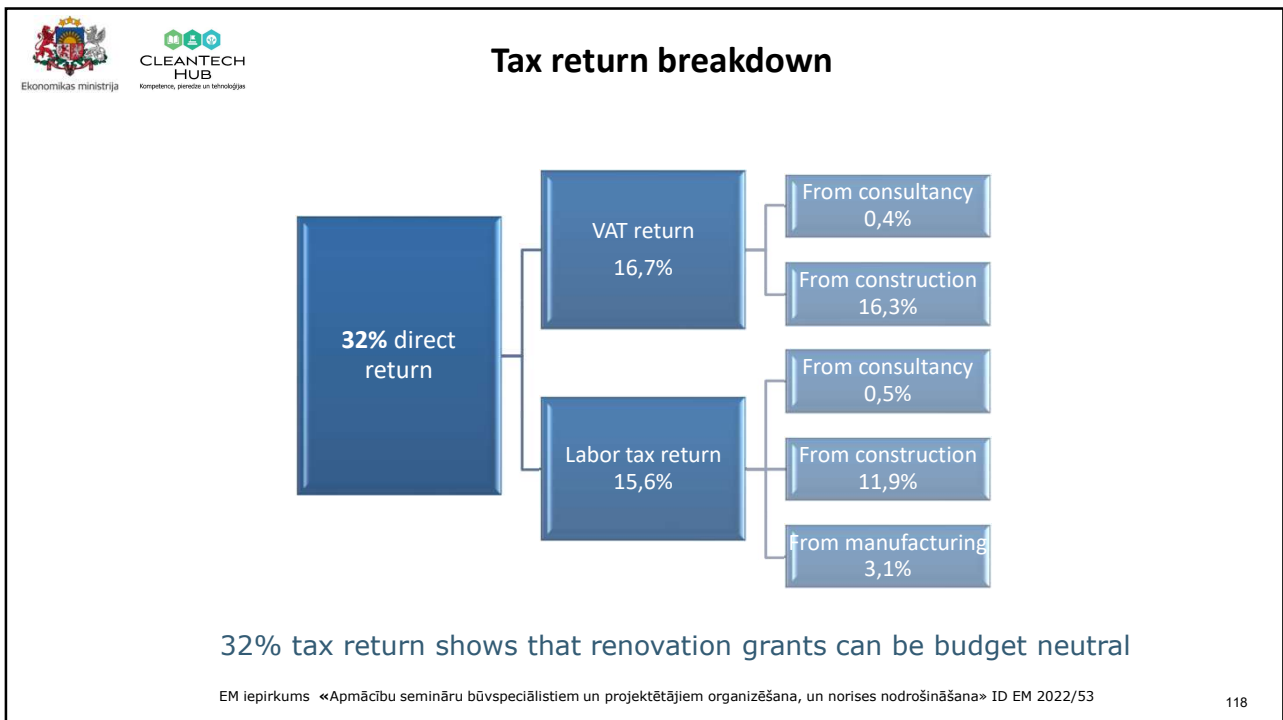 Ekonomikas ministrija
CLEANTECH
HUB
Kompetence, pieredze un tehnoloģijas
Tax return breakdown
32% direct
return
VAT return
16,7%
From consultancy
0,4%
From construction
16,3%
Labor tax return
15,6%
From consultancy
0,5%
From construction
11,9%
From manufacturing
3,1%
32% tax return shows that renovation grants can be budget neutral
EM iepirkums «Apmācību semināru būvspeciālistiem un projektētājiem organizēšana, un norises nodrošināšana» ID EM 2022/53
118